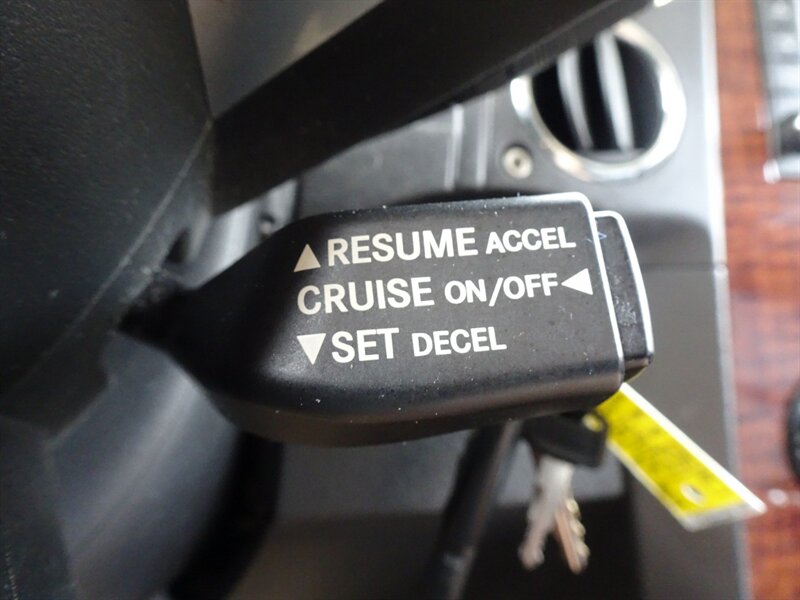 ▲RESUME ACCEL
CRUISE ON/OFF◀
▼SET DECEL